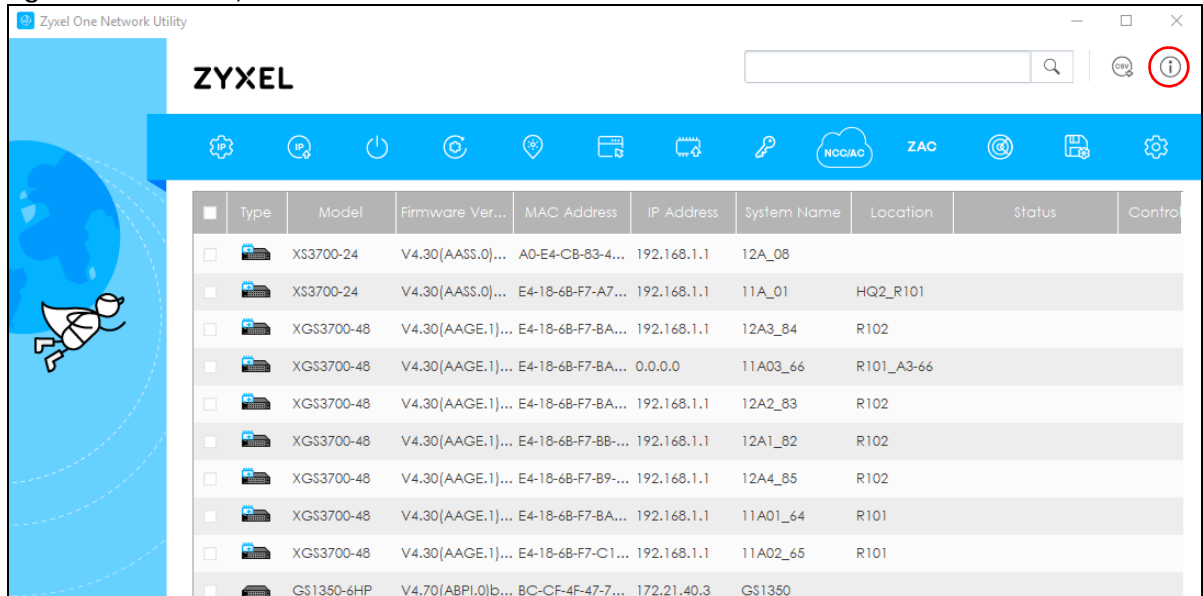 Zyxel One Network Utility
ZYXEL
CSV
IP IP NCC/AC ZAC
Type Model Firmware Ver... MAC Address IP Address System Name Location Status Control
XS3700-24 V4.30(AASS.0)... A0-E4-CB-83-4... 192.168.1.1 12A_08
XS3700-24 V4.30(AASS.0)... E4-18-6B-F7-A7... 192.168.1.1 11A_01 HQ2_R101
XGS3700-48 V4.30(AAGE.1)... E4-18-6B-F7-BA... 192.168.1.1 12A3_84 R102
XGS3700-48 V4.30(AAGE.1)... E4-18-6B-F7-BA... 0.0.0.0 11A03_66 R101_A3-66
XGS3700-48 V4.30(AAGE.1)... E4-18-6B-F7-BA... 192.168.1.1 12A2_83 R102
XGS3700-48 V4.30(AAGE.1)... E4-18-6B-F7-BB-... 192.168.1.1 12A1_82 R102
XGS3700-48 V4.30(AAGE.1)... E4-18-6B-F7-B9-... 192.168.1.1 12A4_85 R102
XGS3700-48 V4.30(AAGE.1)... E4-18-6B-F7-BA... 192.168.1.1 11A01_64 R101
XGS3700-48 V4.30(AAGE.1)... E4-18-6B-F7-C1... 192.168.1.1 11A02_65 R101
GS1350-6HP V4.70(ABPI.0)b... BC-CF-4F-47-7... 172.21.40.3 GS1350